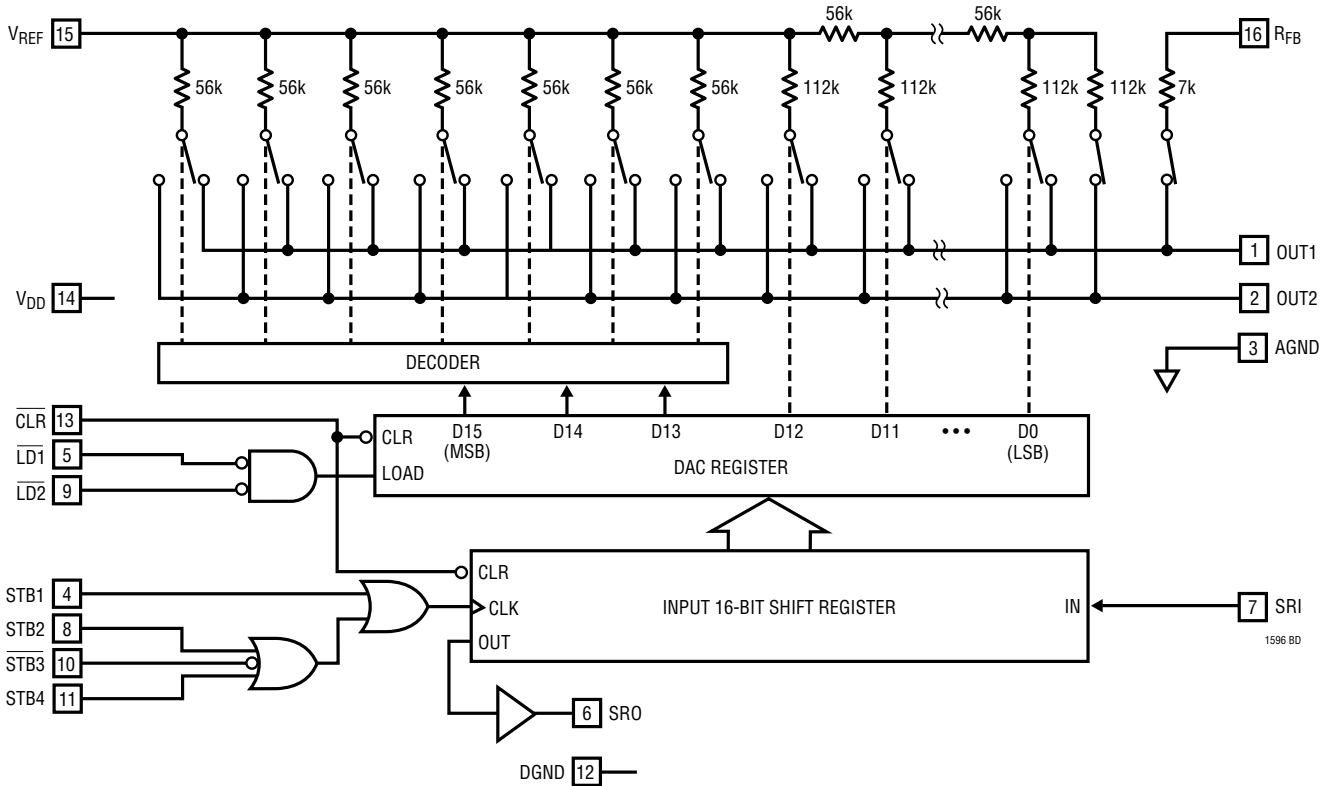 56k 56k
VREF 15 16 RFB
56k 56k 56k 56k 56k 56k 56k 112k 112k 112k 112k 7k
1 OUT1
VDD 14 2 OUT2
3 AGND
DECODER
CLR 13
CLR D15 (MSB) D14 D13 D12 D11 ••• D0 (LSB)
LD1 5
LOAD DAC REGISTER
LD2 9
CLR
STB1 4
CLK INPUT 16-BIT SHIFT REGISTER IN 7 SRI
STB2 8
OUT
1596 BD
STB3 10
STB4 11
6 SRO
DGND 12